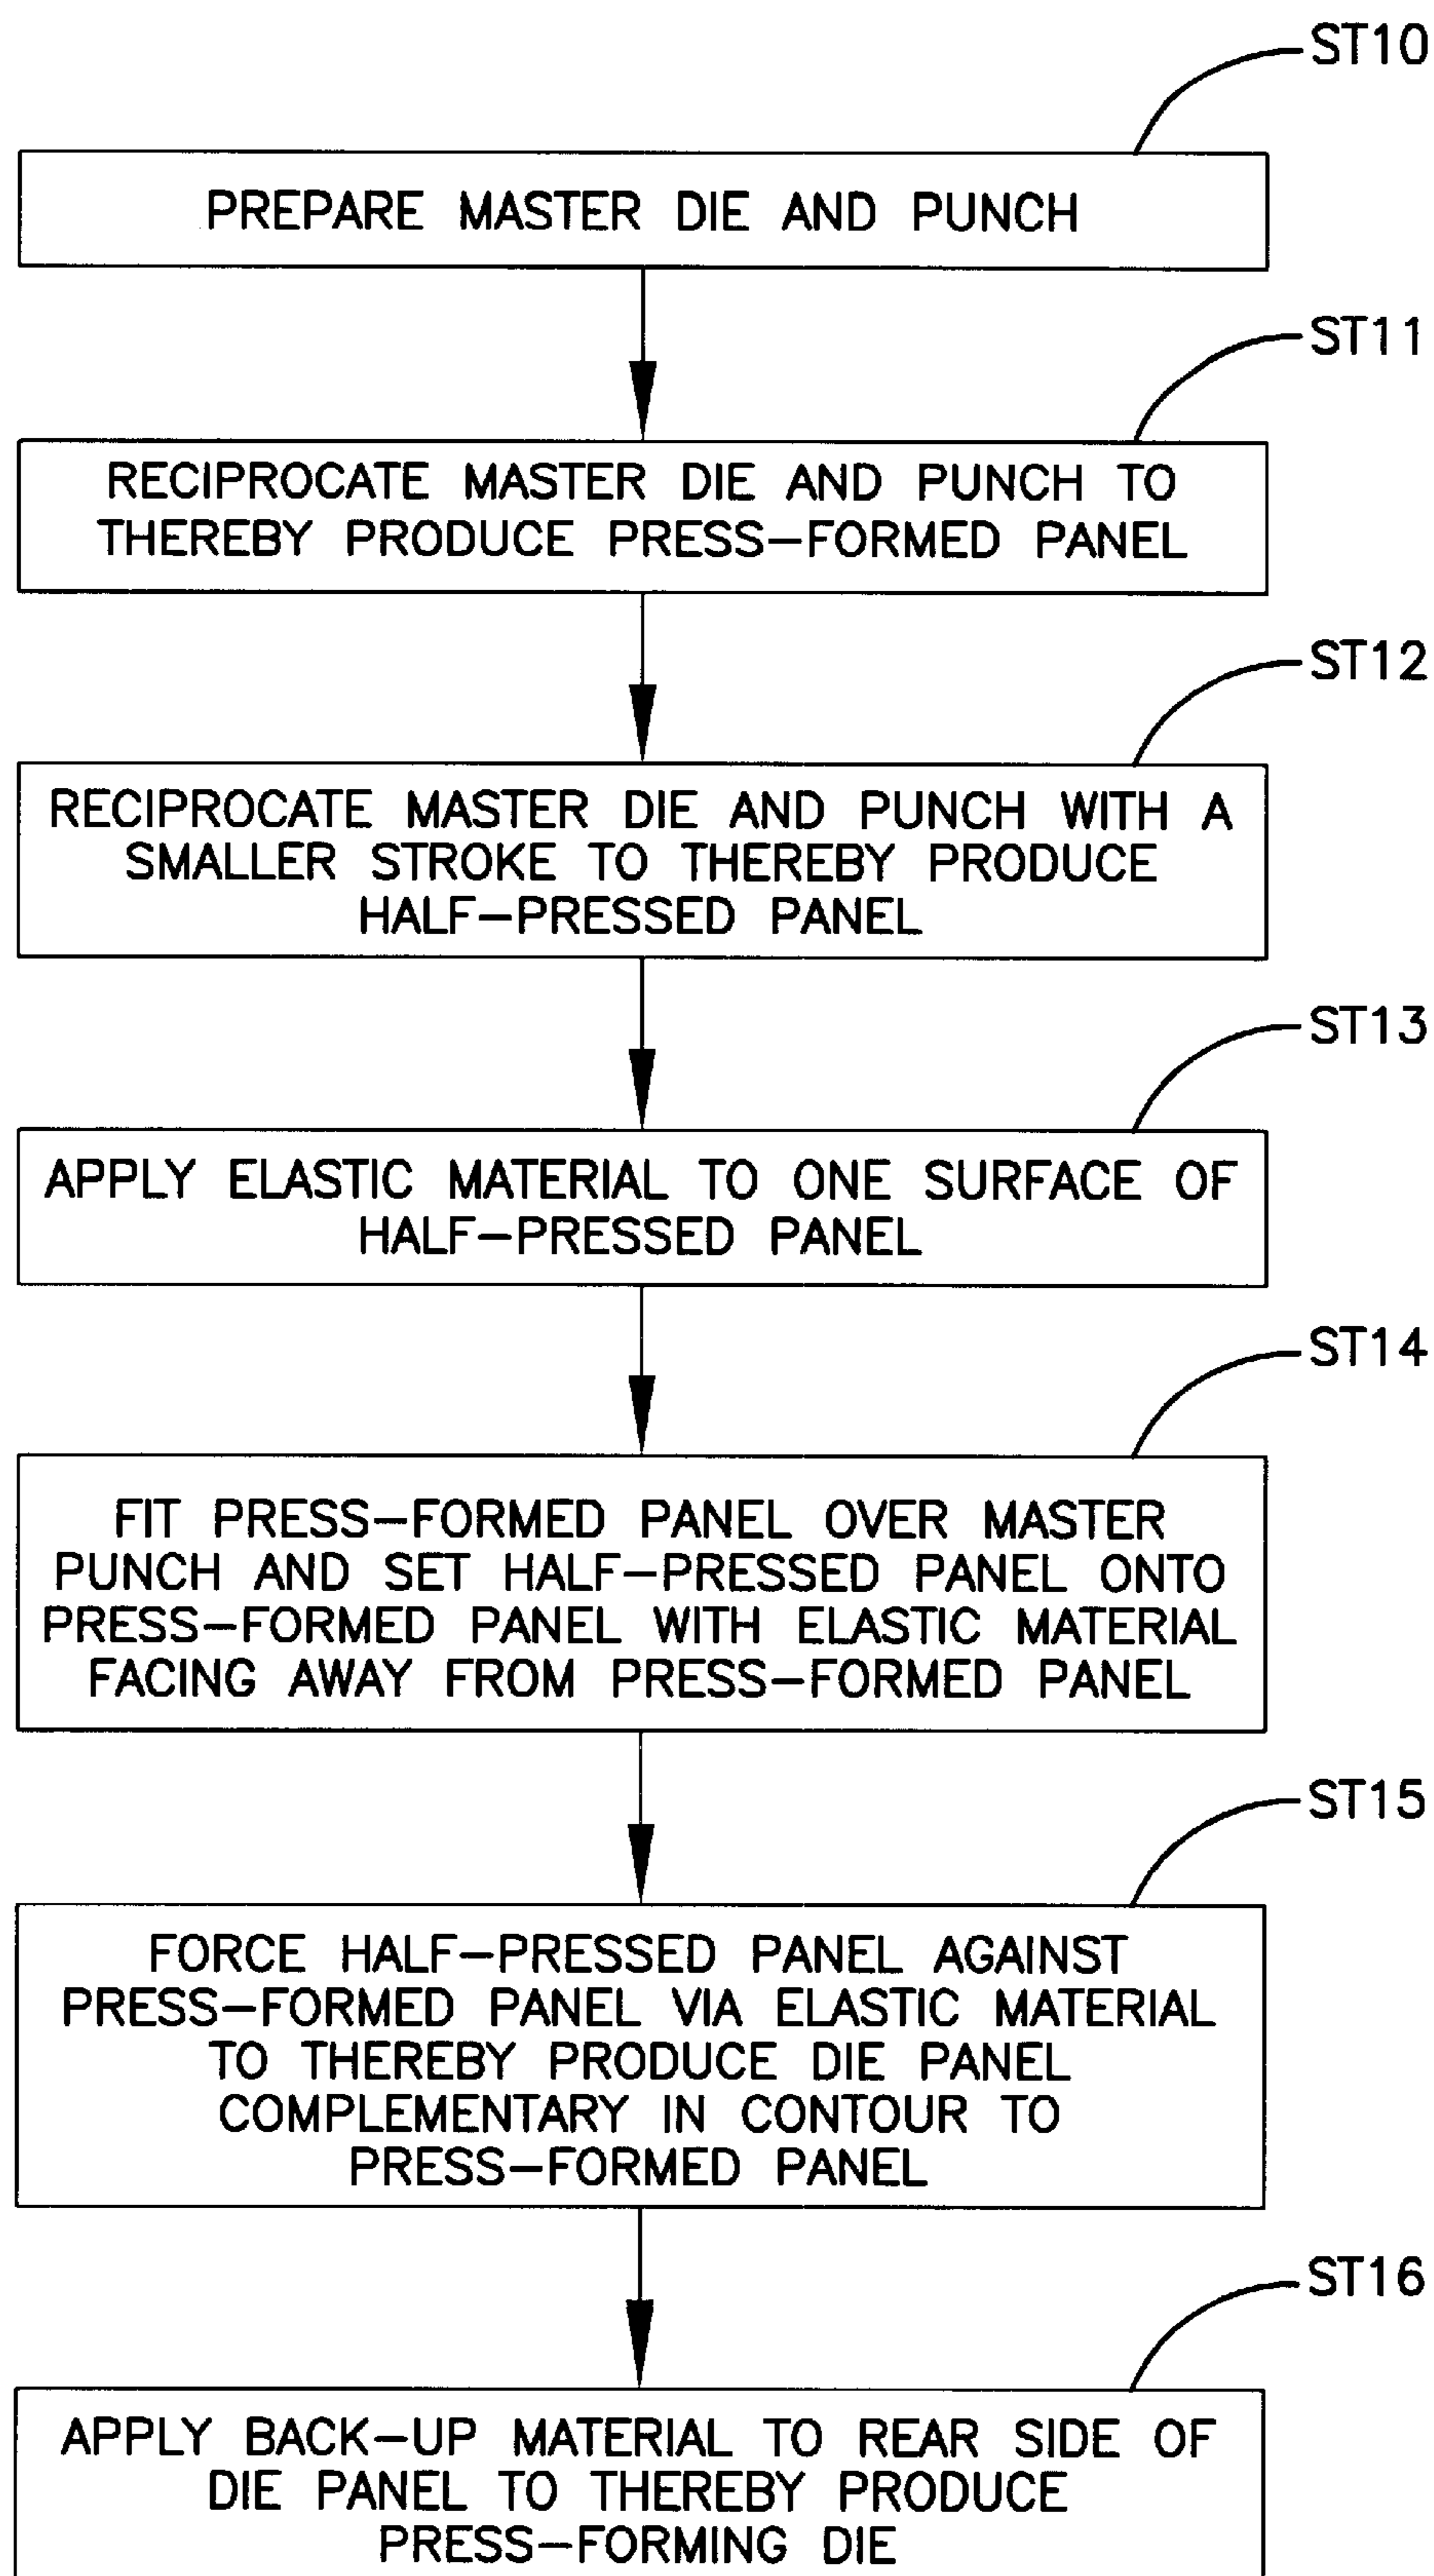 ST10
PREPARE MASTER DIE AND PUNCH
ST11
RECIPROCATE MASTER DIE AND PUNCH TO
THEREBY PRODUCE PRESS-FORMED PANEL
ST12
RECIPROCATE MASTER DIE AND PUNCH WITH A
SMALLER STROKE TO THEREBY PRODUCE
HALF-PRESSED PANEL
ST13
APPLY ELASTIC MATERIAL TO ONE SURFACE OF
HALF-PRESSED PANEL
ST14
FIT PRESS-FORMED PANEL OVER MASTER
PUNCH AND SET HALF-PRESSED PANEL ONTO
PRESS-FORMED PANEL WITH ELASTIC MATERIAL
FACING AWAY FROM PRESS-FORMED PANEL
ST15
FORCE HALF-PRESSED PANEL AGAINST
PRESS-FORMED PANEL VIA ELASTIC MATERIAL
TO THEREBY PRODUCE DIE PANEL
COMPLEMENTARY IN CONTOUR TO
PRESS-FORMED PANEL
ST16
APPLY BACK-UP MATERIAL TO REAR SIDE OF
DIE PANEL TO THEREBY PRODUCE
PRESS-FORMING DIE